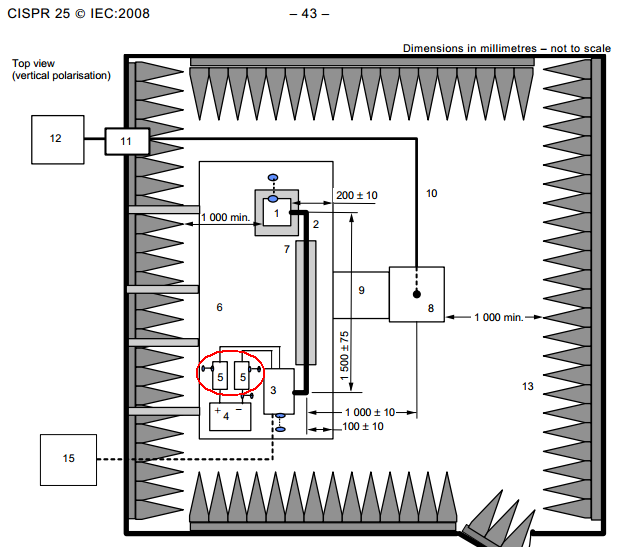 CISPR 25 © IEC:2008
– 43 –
Dimensions in millimetres – not to scale
Top view
(vertical polarisation)
12
11
10
200 ± 10
1
1 000 min.
2
7
9
6
8
1 000 min.
1 500 ±75
5
5
3
13
+
–
4
1 000 ± 10
100 ± 10
15